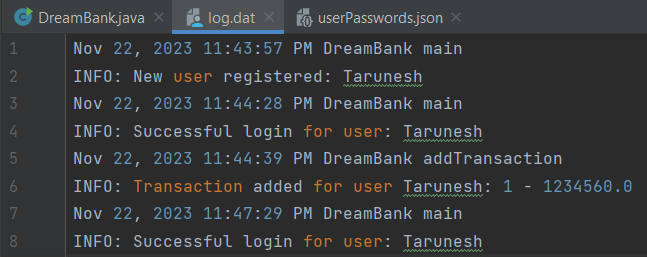 DreamBank.java log.dat userPasswords.json
1 Nov 22, 2023 11:43:57 PM DreamBank main
2 INFO: New user registered: Tarunesh
3 Nov 22, 2023 11:44:28 PM DreamBank main
4 INFO: Successful login for user: Tarunesh
5 Nov 22, 2023 11:44:39 PM DreamBank addTransaction
6 INFO: Transaction added for user Tarunesh: 1 - 1234560.0
7 Nov 22, 2023 11:47:29 PM DreamBank main
8 INFO: Successful login for user: Tarunesh